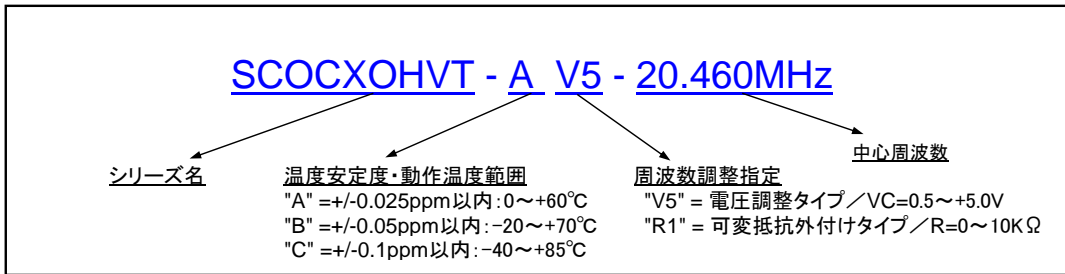 SCOCXOHVT - A V5 - 20.460MHz
中心周波数
シリーズ名
温度安定度・動作温度範囲
周波数調整指定
"A" =+/-0.025ppm以内:0～+60℃
"V5" = 電圧調整タイプ/VC=0.5～+5.0V
"B" =+/-0.05ppm以内:-20～+70℃
"R1" = 可変抵抗外付けタイプ/R=0～10KΩ
"C" =+/-0.1ppm以内:-40～+85℃